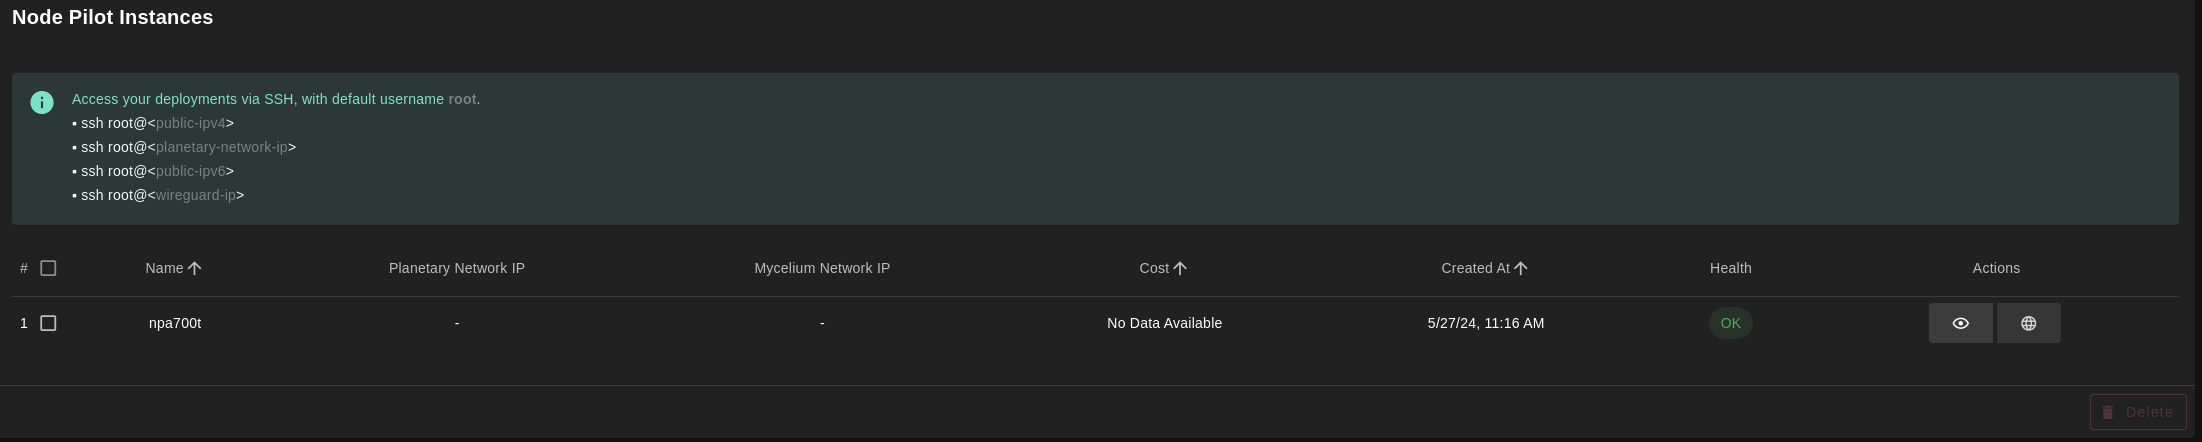 Node Pilot Instances
Access your deployments via SSH, with default username root.
▪ ssh root@<public-ipv4>
▪ ssh root@<planetary-network-ip>
▪ ssh root@<public-ipv6>
▪ ssh root@<wireguard-ip>
# Name Planetary Network IP Mycelium Network IP Cost Created At Health Actions
1 npa700t - - No Data Available 5/27/24, 11:16 AM OK
Delete